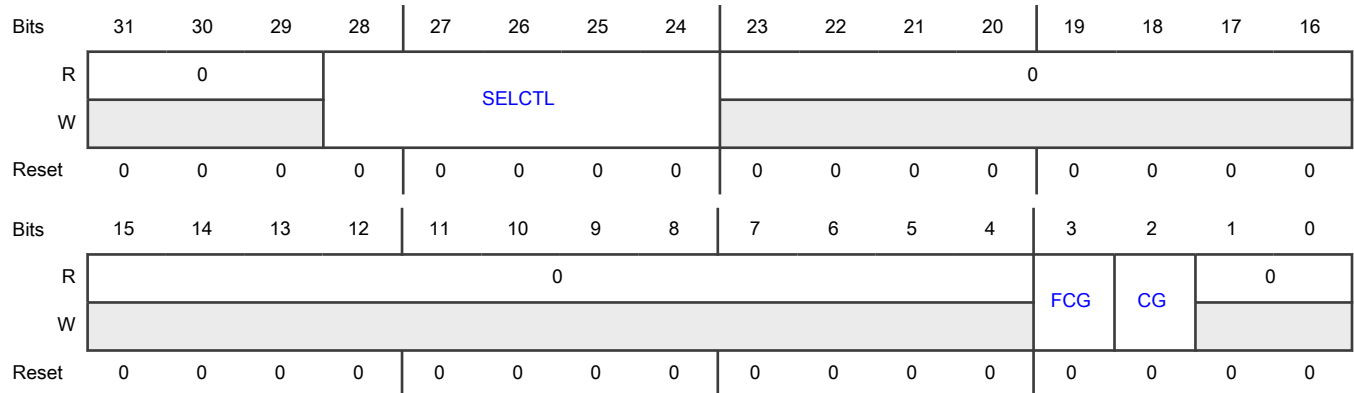 Bits 31 30 29 28 27 26 25 24 23 22 21 20 19 18 17 16
R 0 SELCTL 0
W
Reset 0 0 0 0 0 0 0 0 0 0 0 0 0 0 0 0
Bits 15 14 13 12 11 10 9 8 7 6 5 4 3 2 1 0
R 0 FCG CG 0
W
Reset 0 0 0 0 0 0 0 0 0 0 0 0 0 0 0 0